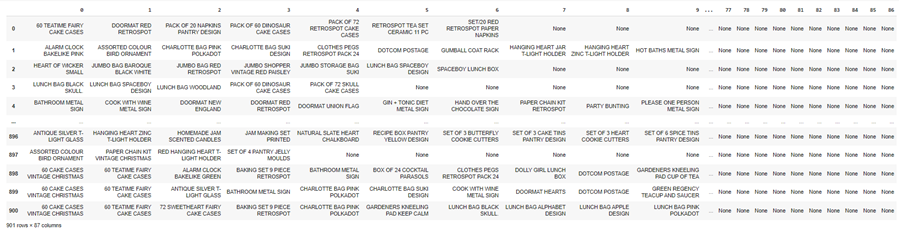 0 1 2 3 4 5 6 7 8 9 ... 77 78 79 80 81 82 83 84 85 86
0 60 TEATIME FAIRY CAKE CASES DOORMAT RED RETROSPOT PACK OF 20 NAPKINS PANTRY DESIGN PACK OF 60 DINOSAUR CAKE CASES PACK OF 72 RETROSPOT CAKE CASES RETROSPOT TEA SET CERAMIC 11 PC SET/20 RED RETROSPOT PAPER NAPKINS None None None ... None None None None None None None None None None
1 ALARM CLOCK BAKELIKE PINK ASSORTED COLOUR BIRD ORNAMENT CHARLOTTE BAG PINK POLKADOT CHARLOTTE BAG SUKI DESIGN CLOTHES PEGS RETROSPOT PACK 24 DOTCOM POSTAGE GUMBALL COAT RACK HANGING HEART JAR T-LIGHT HOLDER HANGING HEART ZINC T-LIGHT HOLDER HOT BATHS METAL SIGN ... None None None None None None None None None None
2 HEART OF WICKER SMALL JUMBO BAG BAROQUE BLACK WHITE JUMBO BAG RED RETROSPOT JUMBO SHOPPER VINTAGE RED PAISLEY JUMBO STORAGE BAG SUKI LUNCH BAG SPACEBOY DESIGN SPACEBOY LUNCH BOX None None None ... None None None None None None None None None None
3 LUNCH BAG BLACK SKULL. LUNCH BAG SPACEBOY DESIGN LUNCH BAG WOODLAND PACK OF 60 DINOSAUR CAKE CASES PACK OF 72 SKULL CAKE CASES None None None None None ... None None None None None None None None None None
4 BATHROOM METAL SIGN COOK WITH WINE METAL SIGN DOORMAT NEW ENGLAND DOORMAT RED RETROSPOT DOORMAT UNION FLAG GIN + TONIC DIET METAL SIGN HAND OVER THE CHOCOLATE SIGN PAPER CHAIN KIT RETROSPOT PARTY BUNTING PLEASE ONE PERSON METAL SIGN ... None None None None None None None None None None
... ... ... ... ... ... ... ... ... ... ... ... ... ... ... ... ... ... ... ... ... ...
896 ANTIQUE SILVER T-LIGHT GLASS HANGING HEART ZINC T-LIGHT HOLDER HOMEMADE JAM SCENTED CANDLES JAM MAKING SET PRINTED NATURAL SLATE HEART CHALKBOARD RECIPE BOX PANTRY YELLOW DESIGN SET OF 3 BUTTERFLY COOKIE CUTTERS SET OF 3 CAKE TINS PANTRY DESIGN SET OF 3 HEART COOKIE CUTTERS SET OF 6 SPICE TINS PANTRY DESIGN ... None None None None None None None None None None
897 ASSORTED COLOUR BIRD ORNAMENT PAPER CHAIN KIT VINTAGE CHRISTMAS RED HANGING HEART T-LIGHT HOLDER SET OF 4 PANTRY JELLY MOULDS None None None None None None ... None None None None None None None None None None
898 60 CAKE CASES VINTAGE CHRISTMAS 60 TEATIME FAIRY CAKE CASES ALARM CLOCK BAKELIKE GREEN BAKING SET 9 PIECE RETROSPOT BATHROOM METAL SIGN BOX OF 24 COCKTAIL PARASOLS CLOTHES PEGS RETROSPOT PACK 24 DOLLY GIRL LUNCH BOX DOTCOM POSTAGE GARDENERS KNEELING PAD CUP OF TEA ... None None None None None None None None None None
899 60 CAKE CASES VINTAGE CHRISTMAS 60 TEATIME FAIRY CAKE CASES ANTIQUE SILVER T-LIGHT GLASS BATHROOM METAL SIGN CHARLOTTE BAG PINK POLKADOT CHARLOTTE BAG SUKI DESIGN COOK WITH WINE METAL SIGN DOORMAT HEARTS DOTCOM POSTAGE GREEN REGENCY TEACUP AND SAUCER ... None None None None None None None None None None
900 60 CAKE CASES VINTAGE CHRISTMAS 60 TEATIME FAIRY CAKE CASES 72 SWEETHEART FAIRY CAKE CASES BAKING SET 9 PIECE RETROSPOT CHARLOTTE BAG PINK POLKADOT GARDENERS KNEELING PAD KEEP CALM LUNCH BAG BLACK SKULL. LUNCH BAG ALPHABET DESIGN LUNCH BAG APPLE DESIGN LUNCH BAG PINK POLKADOT ... None None None None None None None None None None
901 rows × 87 columns